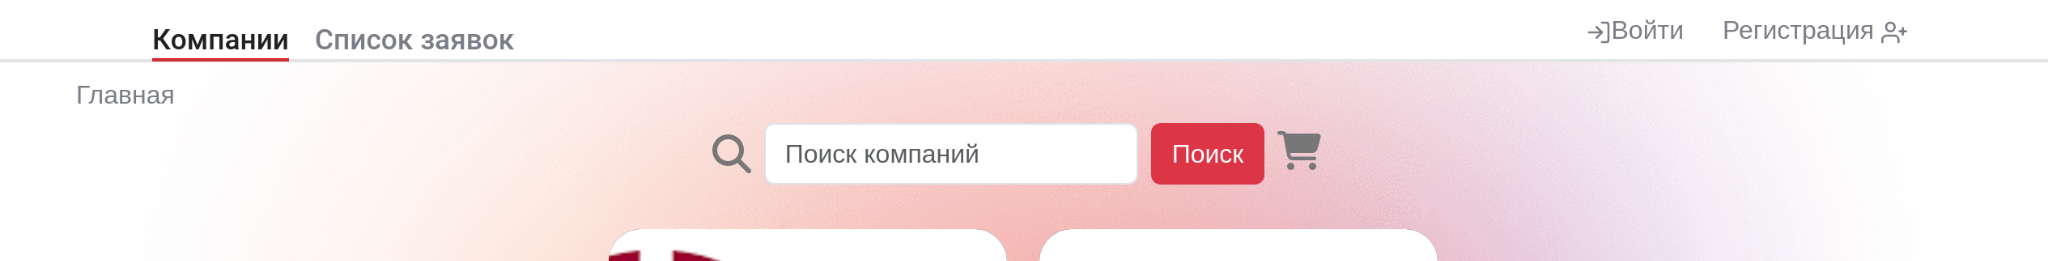 Компании Список заявок Войти Регистрация
Главная
Поиск компаний Поиск